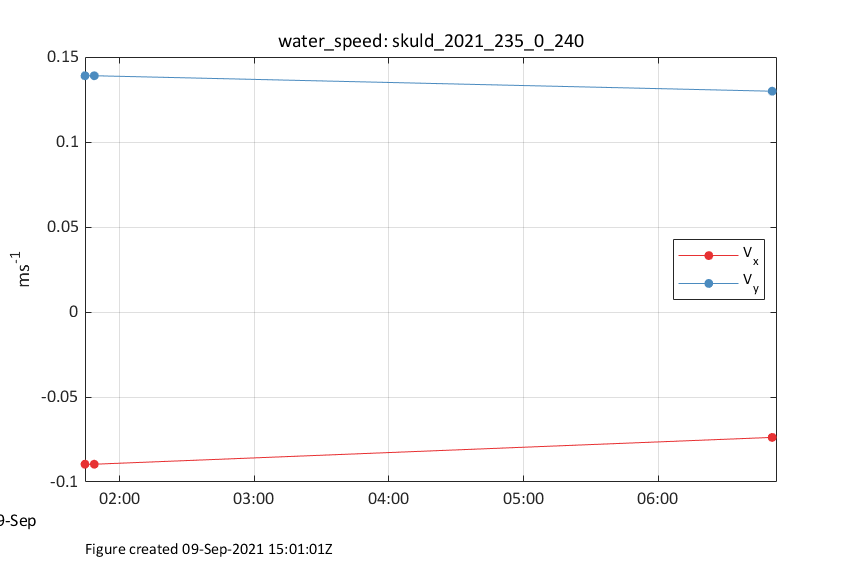 water_speed: skuld_2021_235_0_240
0.15
0.1
0.05
0
-0.05
-0.1
ms-1
Vx
Vy
02:00 03:00 04:00 05:00 06:00
9-Sep
Figure created 09-Sep-2021 15:01:01Z